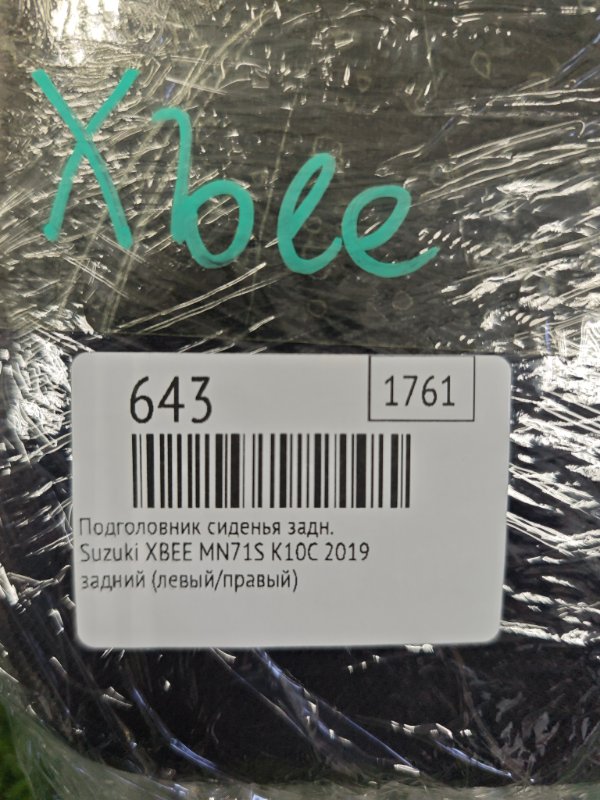 Xbee
643
1761
Подголовник сиденья задн.
Suzuki XBEE MN71S K10C 2019
задний (левый/правый)